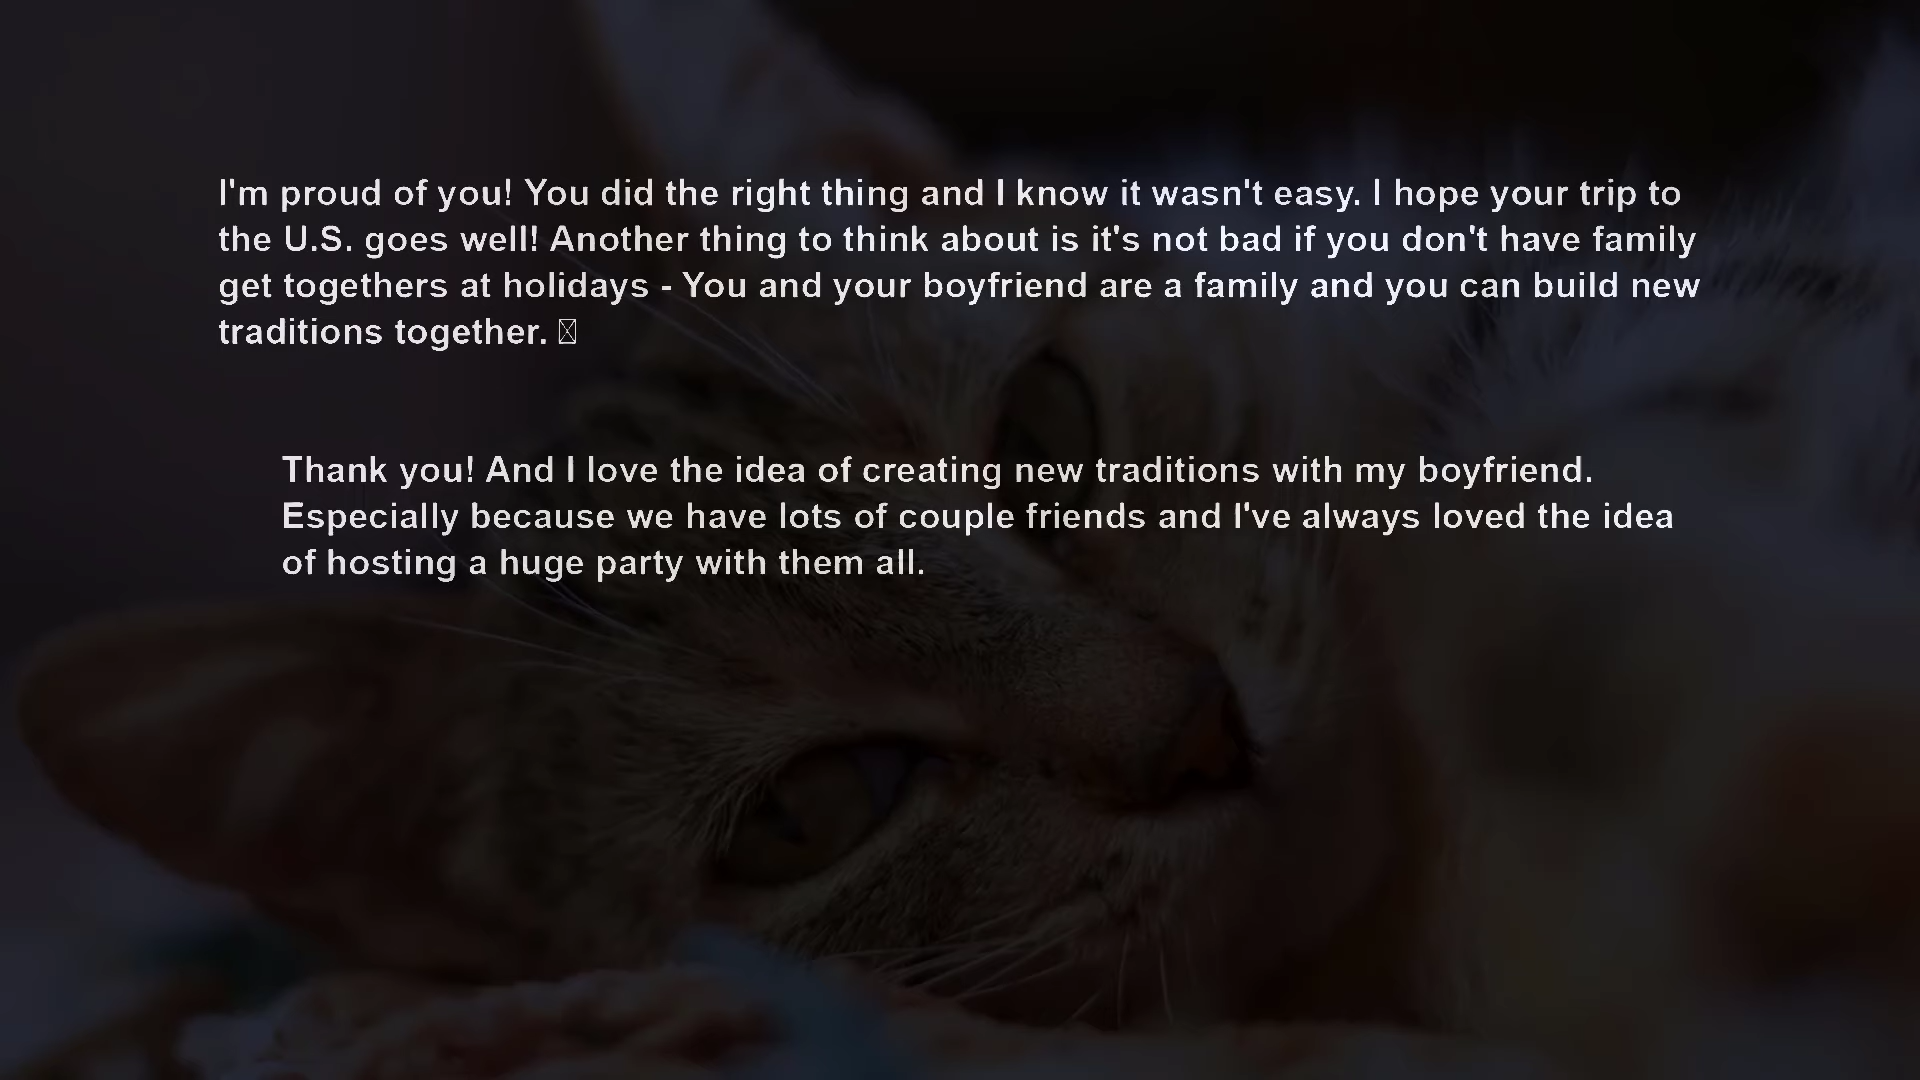 I'm proud of you! You did the right thing and I know it wasn't easy. I hope your trip to
the U.S. goes well! Another thing to think about is it's not bad if you don't have family
get togethers at holidays - You and your boyfriend are a family and you can build new
traditions together.
Thank you! And I love the idea of creating new traditions with my boyfriend.
Especially because we have lots of couple friends and I've always loved the idea
of hosting a huge party with them all.